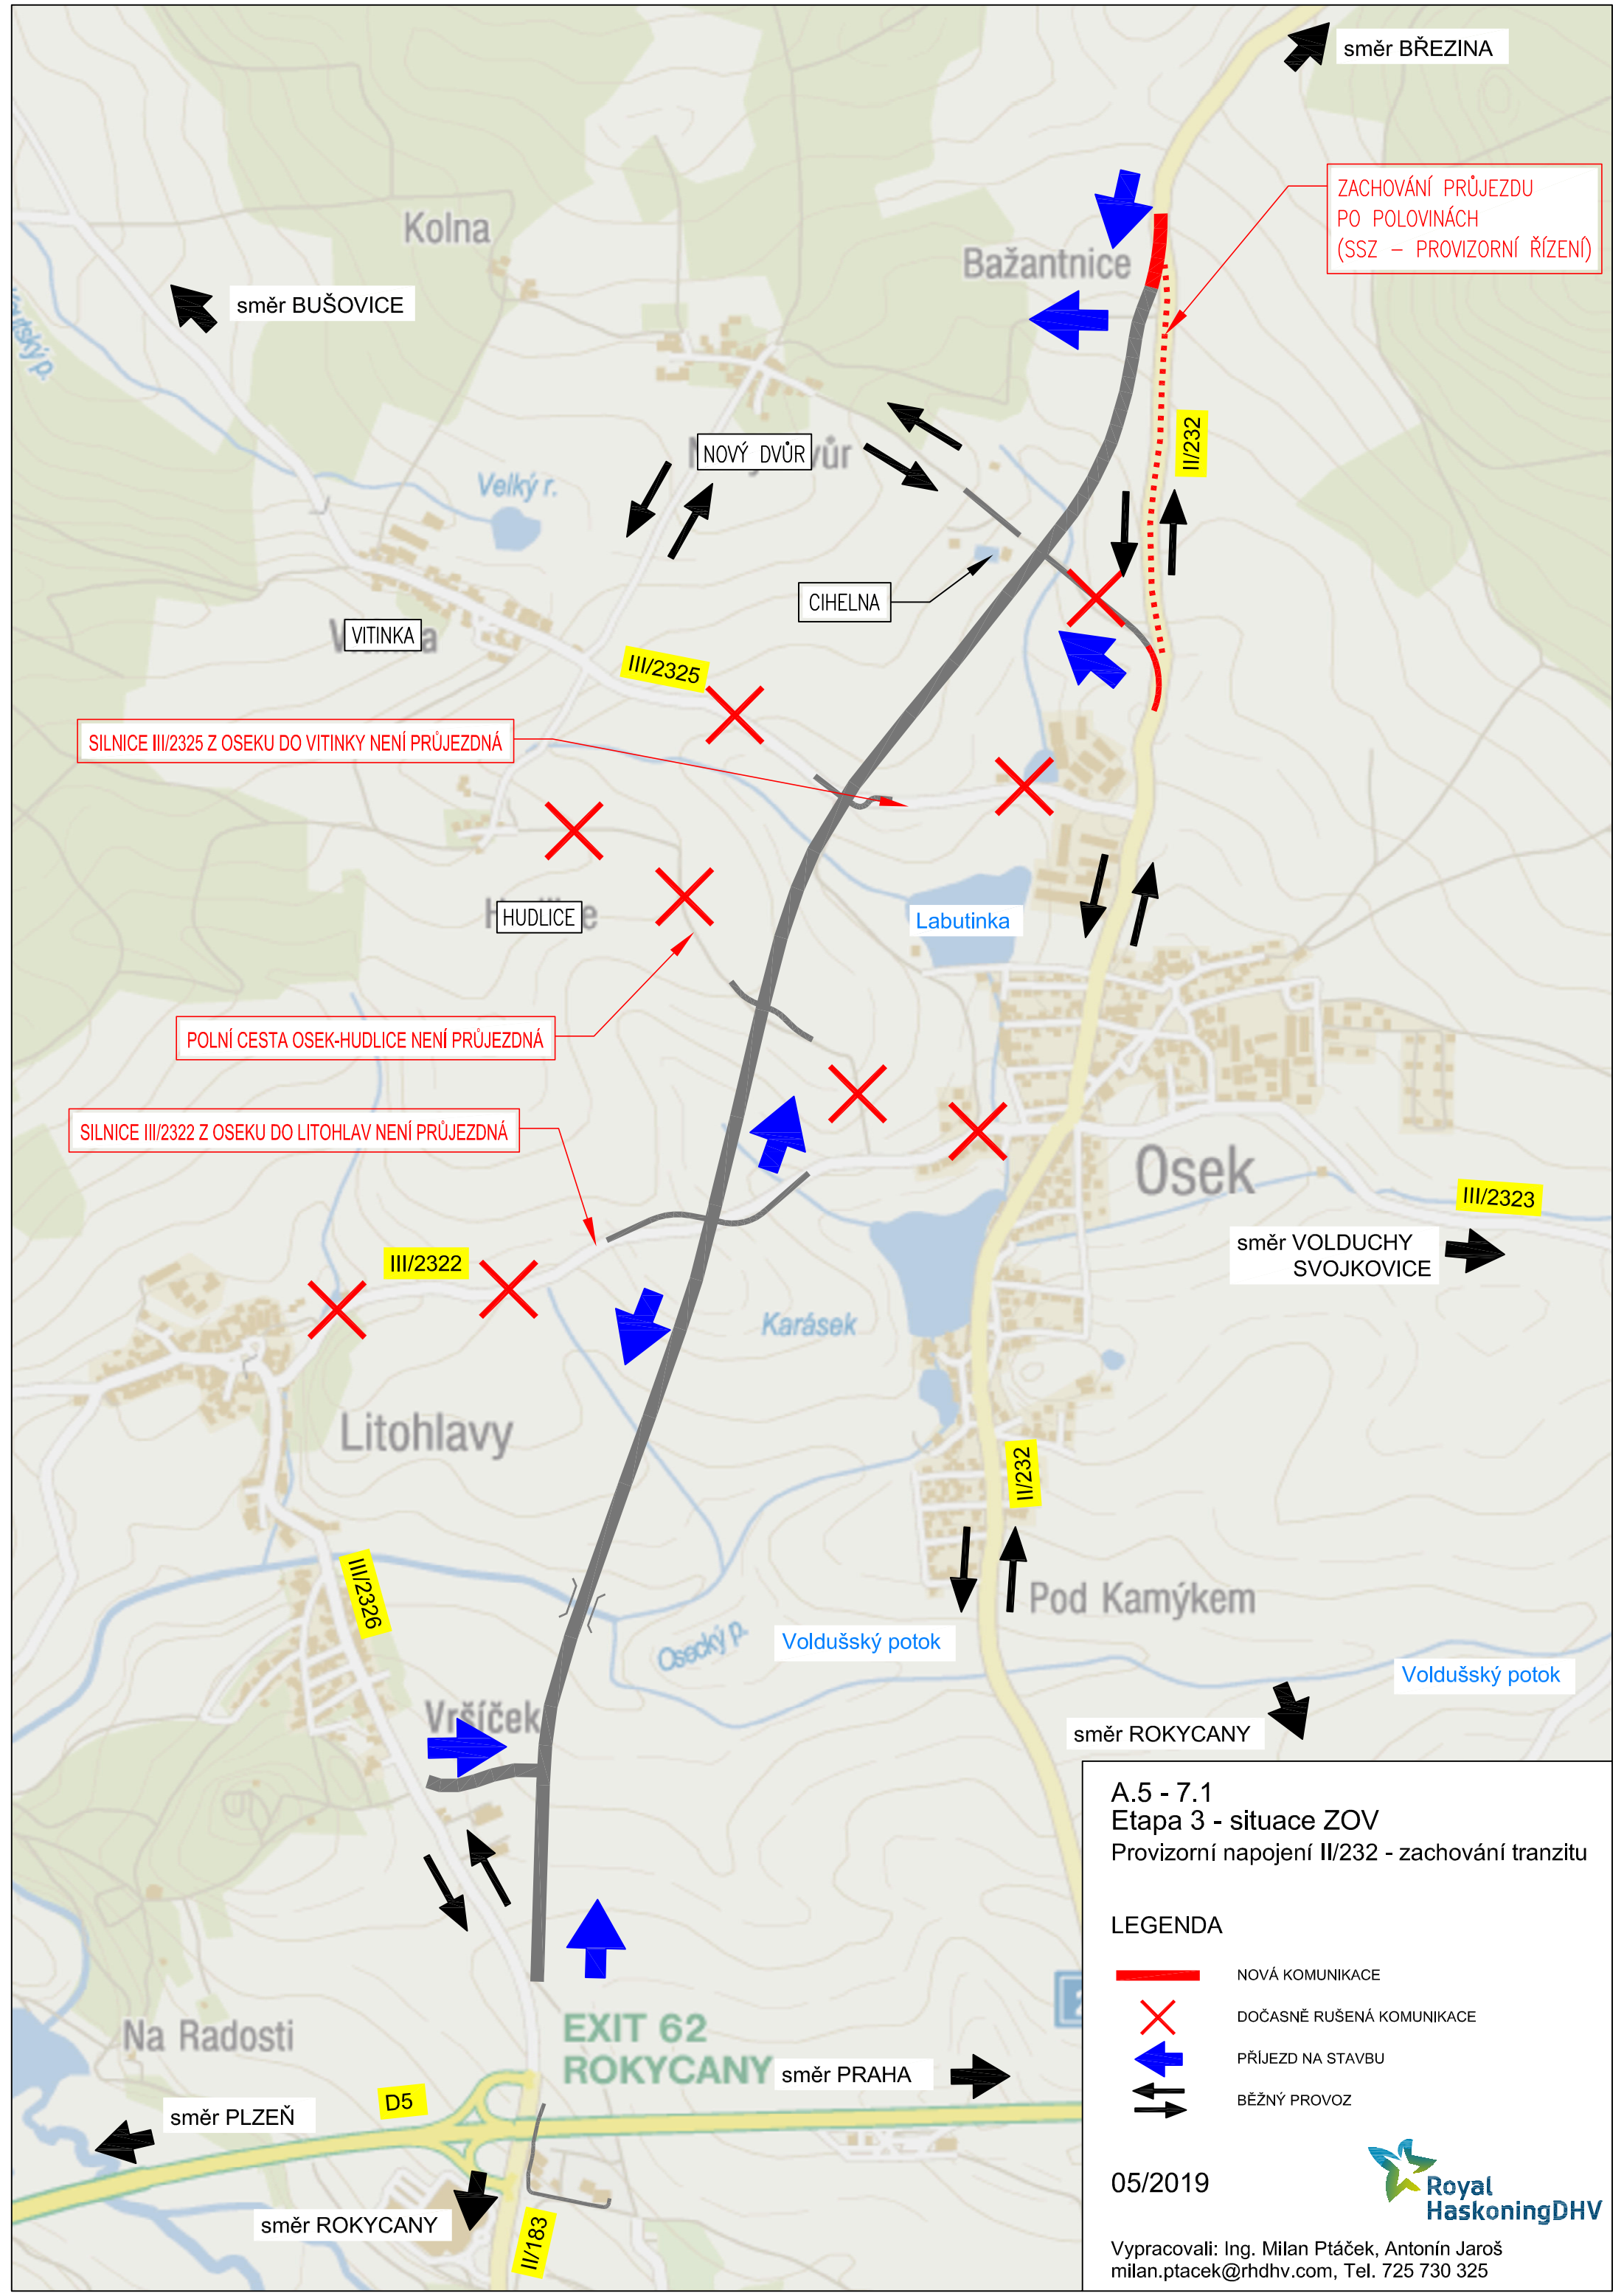 směr BŘEZINA
ZACHOVÁNÍ PRŮJEZDU
PO POLOVINÁCH
(SSZ – PROVIZORNÍ ŘÍZENÍ)
Kolna
Bažantnice
směr BUŠOVICE
II/232
NOVÝ DVŮR
Velký r.
CIHELNA
VITINKA
III/2325
SILNICE III/2325 Z OSEKU DO VITINKY NENÍ PRŮJEZDNÁ
HUDLICE
Labutinka
POLNÍ CESTA OSEK-HUDLICE NENÍ PRŮJEZDNÁ
SILNICE III/2322 Z OSEKU DO LITOHLAV NENÍ PRŮJEZDNÁ
Osek
III/2323
směr VOLDUCHY
SVOJKOVICE
III/2322
Karásek
Litohlavy
II/232
III/2326
Pod Kamýkem
Osecký p.
Voldušský potok
Voldušský potok
Vršíček
směr ROKYCANY
A.5 - 7.1
Etapa 3 - situace ZOV
Provizorní napojení II/232 - zachování tranzitu
LEGENDA
NOVÁ KOMUNIKACE
DOČASNĚ RUŠENÁ KOMUNIKACE
PŘÍJEZD NA STAVBU
BĚŽNÝ PROVOZ
Na Radosti
EXIT 62
ROKYCANY
směr PRAHA
D5
směr PLZEŇ
směr ROKYCANY
II/183
05/2019
Royal
HaskoningDHV
Vypracovali: Ing. Milan Ptáček, Antonín Jaroš
milan.ptacek@rhdhv.com, Tel. 725 730 325